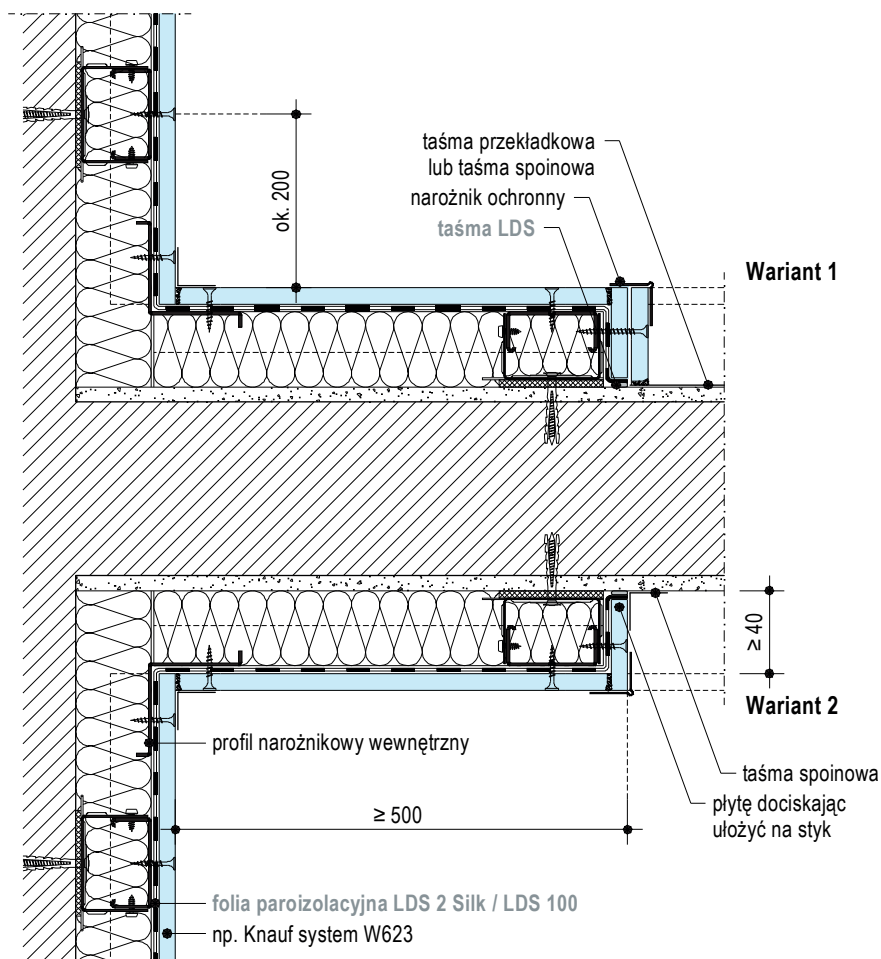 taśma przekładkowa
lub taśma spoinowa
narożnik ochronny
taśma LDS
ok. 200
Wariant 1
≥ 40
Wariant 2
profil narożnikowy wewnętrzny
taśma spoinowa
płytę dociskając
ułożyć na styk
≥ 500
folia paroizolacyjna LDS 2 Silk / LDS 100
np. Knauf system W623